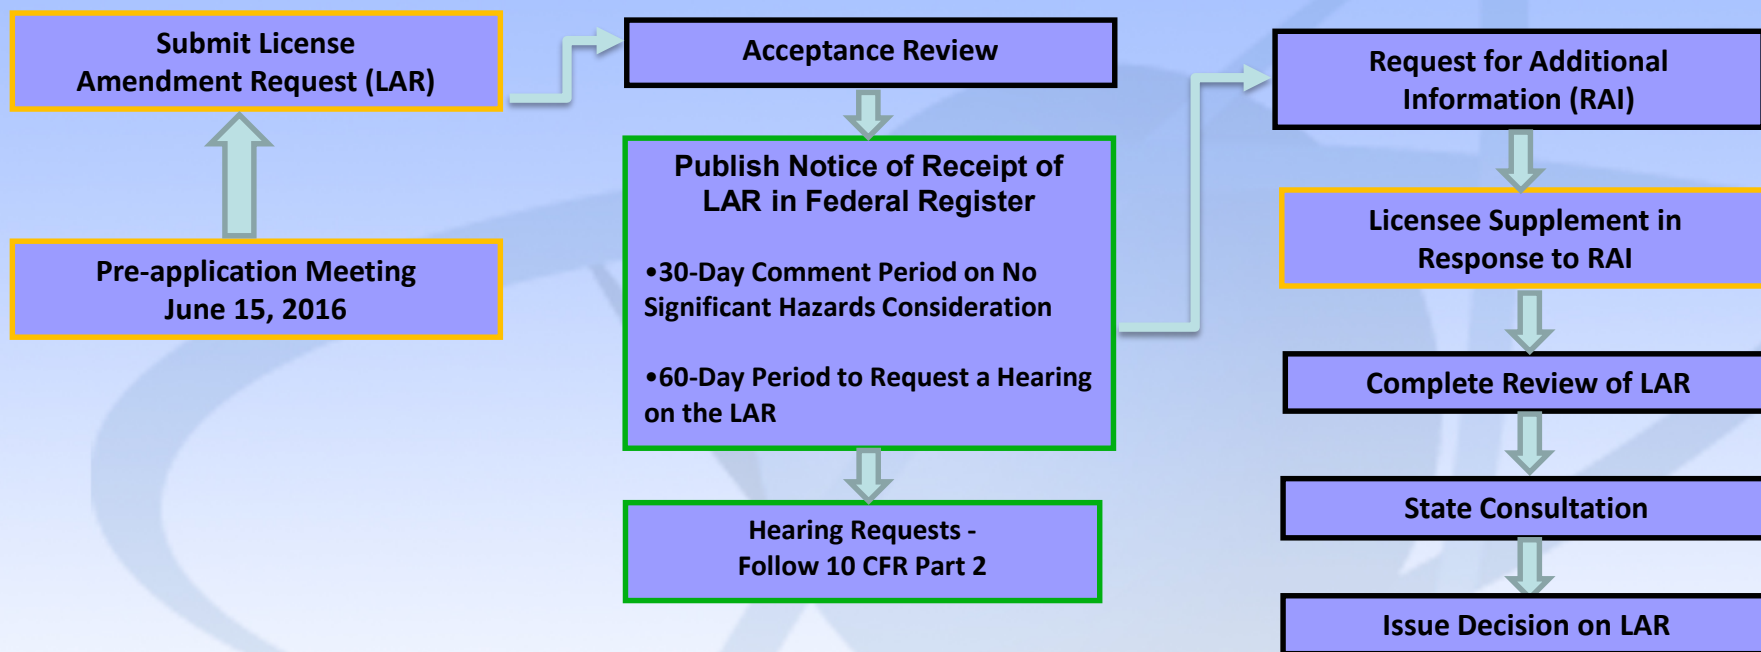 Submit License
Amendment Request (LAR)
Pre-application Meeting
June 15, 2016
Acceptance Review
Publish Notice of Receipt of
LAR in Federal Register
•30-Day Comment Period on No
Significant Hazards Consideration
•60-Day Period to Request a Hearing
on the LAR
Hearing Requests -
Follow 10 CFR Part 2
Request for Additional
Information (RAI)
Licensee Supplement in
Response to RAI
Complete Review of LAR
State Consultation
Issue Decision on LAR